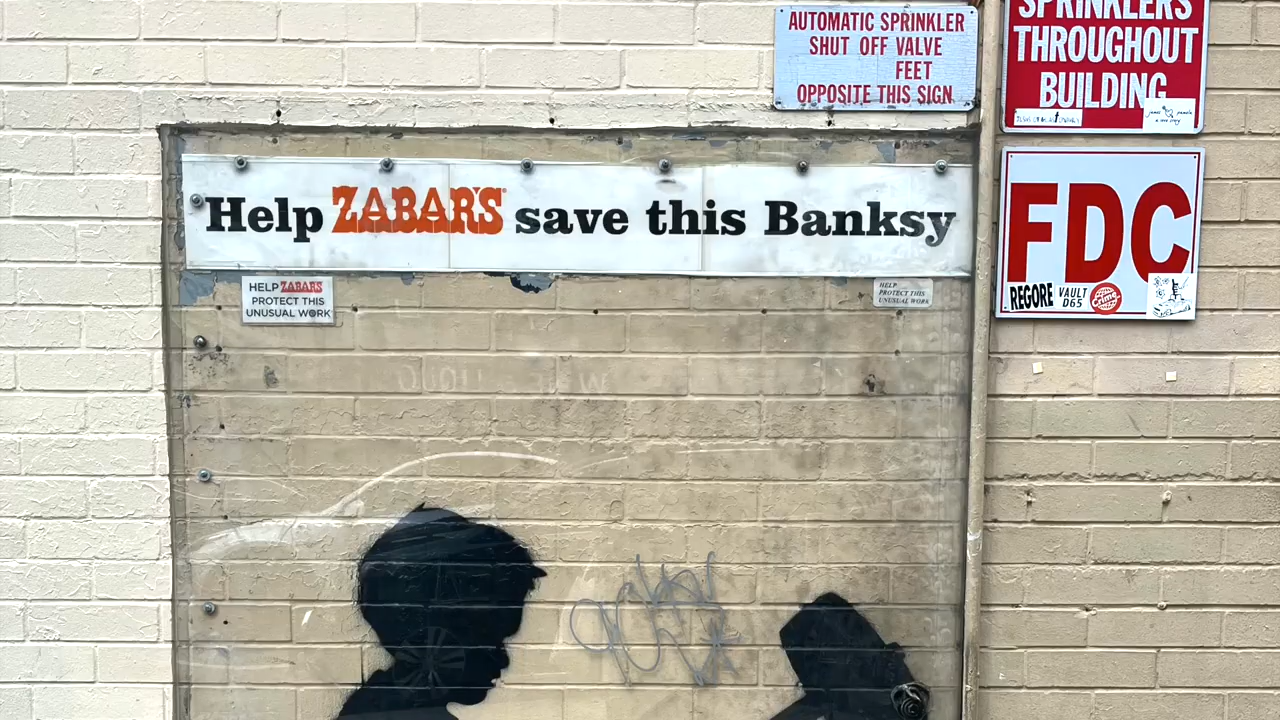 AUTOMATIC SPRINKLER
SHUT OFF VALVE
FEET
OPPOSITE THIS SIGN
SPRINKLERS
THROUGHOUT
BUILDING
Help ZABAR'S save this Banksy
FDC
REGORE
VAULT
D65
Crime
HELP ZABAR'S
PROTECT THIS
UNUSUAL WORK
HELP
PROTECT THIS
UNUSUAL WORK